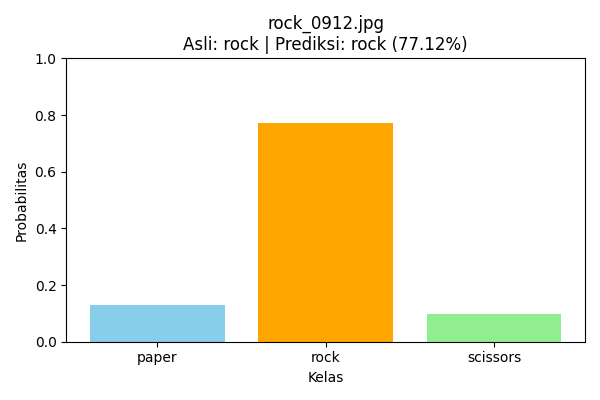 rock_0912.jpg
Asli: rock | Prediksi: rock (77.12%)
1.0
0.8
0.6
0.4
0.2
0.0
Probabilitas
paper rock scissors
Kelas